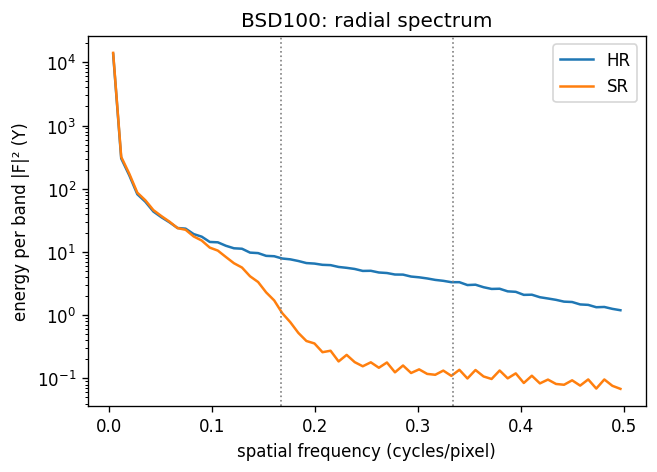 BSD100: radial spectrum
energy per band |F|² (Y)
10⁴
10³
10²
10¹
10⁰
10⁻¹
HR
SR
0.0 0.1 0.2 0.3 0.4 0.5
spatial frequency (cycles/pixel)